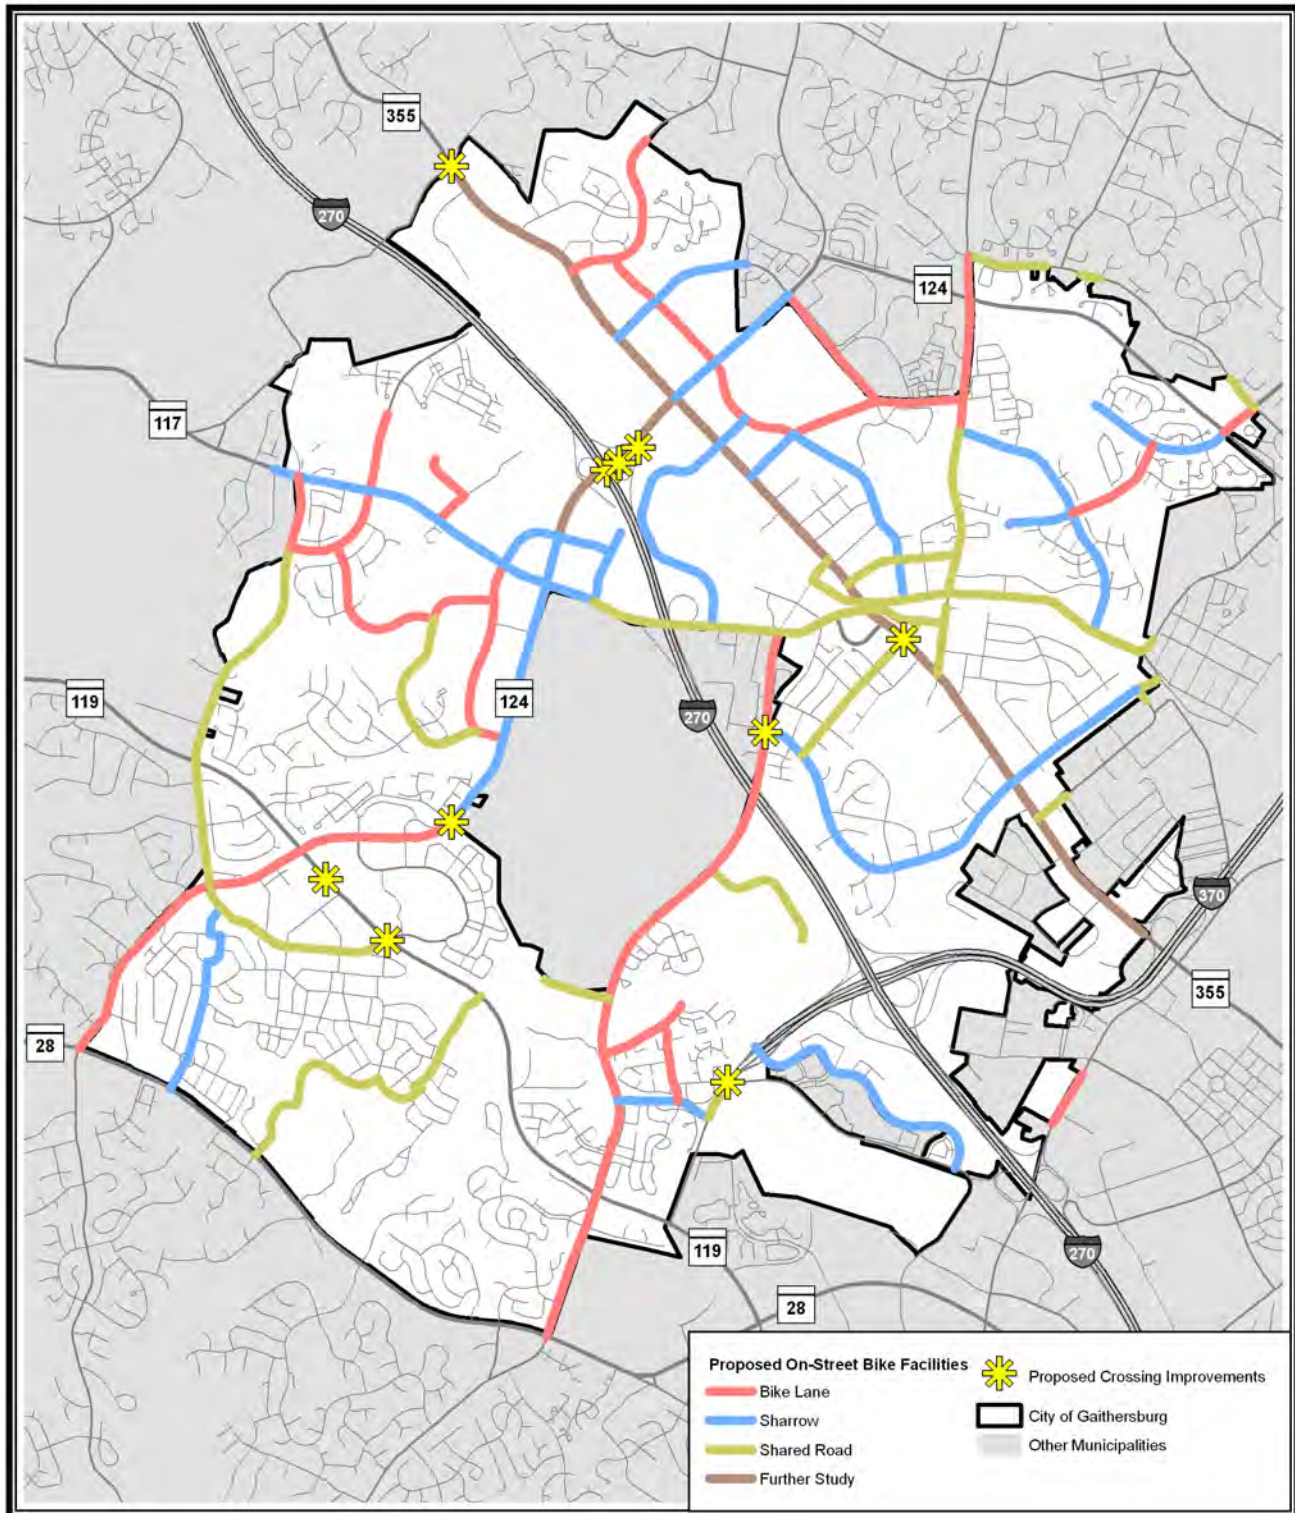 355
270
124
117
119
124
270
370
355
28
119
270
28
Proposed On-Street Bike Facilities
Bike Lane
Sharrow
Shared Road
Further Study
Proposed Crossing Improvements
City of Gaithersburg
Other Municipalities